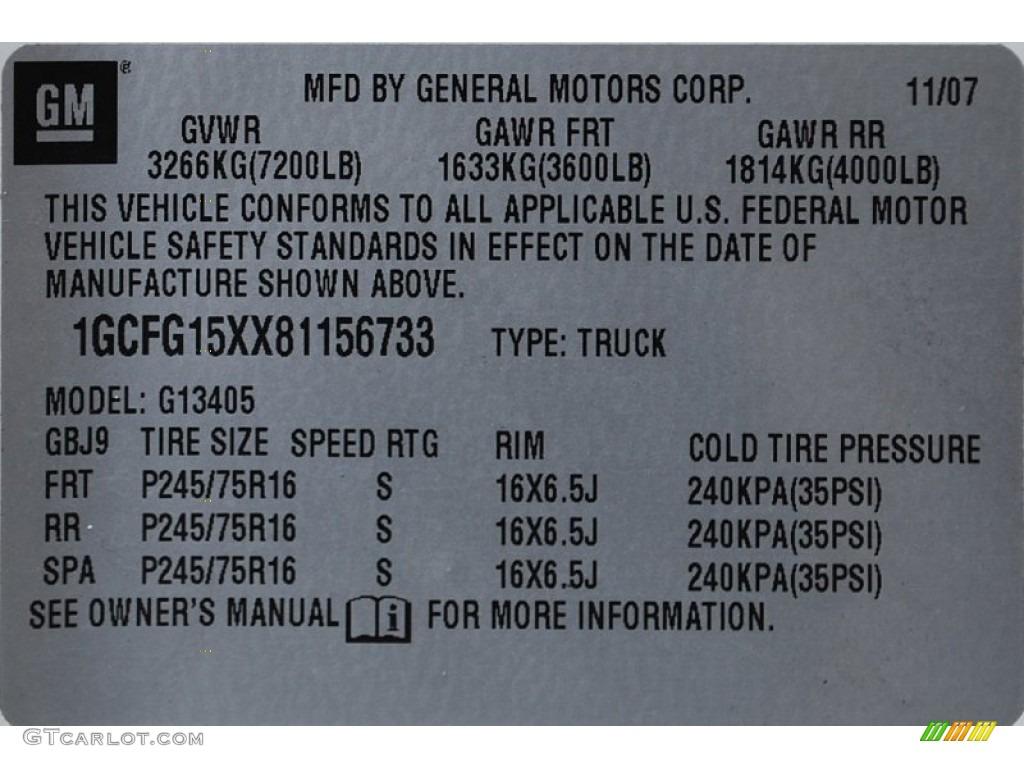 GM ®
MFD BY GENERAL MOTORS CORP. 11/07
GVWR GAWR FRT GAWR RR
3266KG(7200LB) 1633KG(3600LB) 1814KG(4000LB)
THIS VEHICLE CONFORMS TO ALL APPLICABLE U.S. FEDERAL MOTOR
VEHICLE SAFETY STANDARDS IN EFFECT ON THE DATE OF
MANUFACTURE SHOWN ABOVE.
1GCFG15XX81156733 TYPE: TRUCK
MODEL: G13405
GBJ9 TIRE SIZE SPEED RTG RIM COLD TIRE PRESSURE
FRT P245/75R16 S 16X6.5J 240KPA(35PSI)
RR P245/75R16 S 16X6.5J 240KPA(35PSI)
SPA P245/75R16 S 16X6.5J 240KPA(35PSI)
SEE OWNER'S MANUAL i FOR MORE INFORMATION.
GTCARLOT.COM